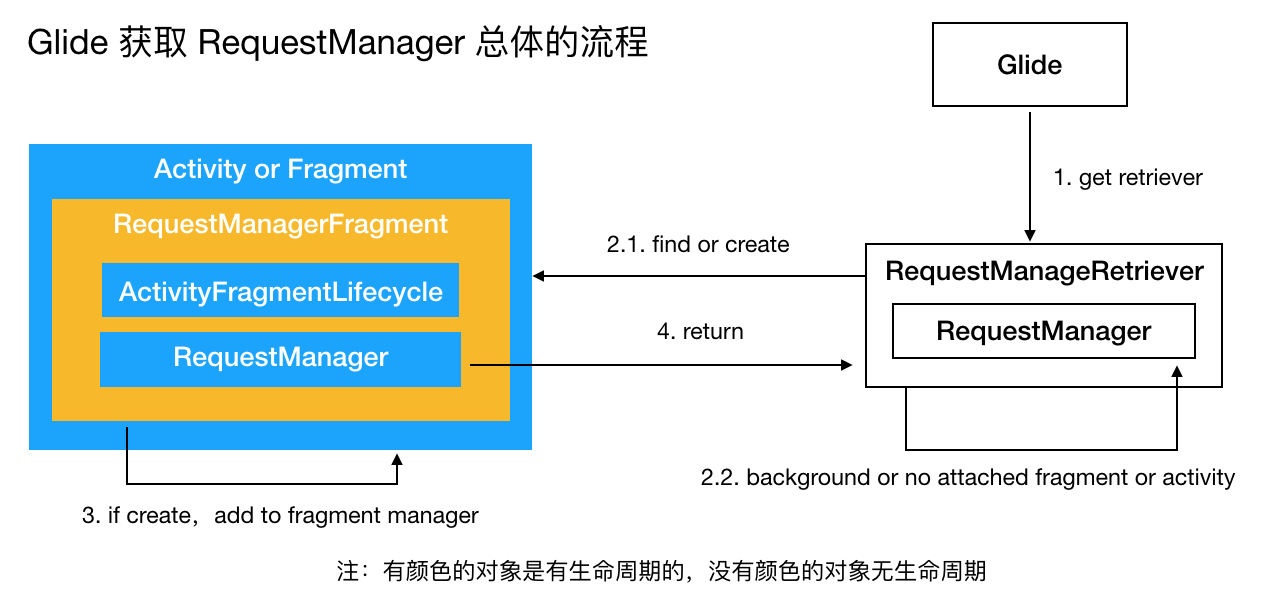 Glide 获取 RequestManager 总体的流程
Glide
1. get retriever
Activity or Fragment
RequestManagerFragment
ActivityFragmentLifecycle
RequestManager
2.1. find or create
4. return
RequestManageRetriever
RequestManager
2.2. background or no attached fragment or activity
3. if create，add to fragment manager
注：有颜色的对象是有生命周期的，没有颜色的对象无生命周期